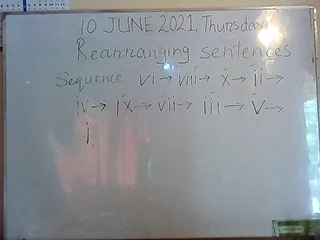 10 JUNE 2021, Thursday
Rearranging sentences
Sequence vi → viii → x → ii →
iv → ix → vii → iii → v →
i